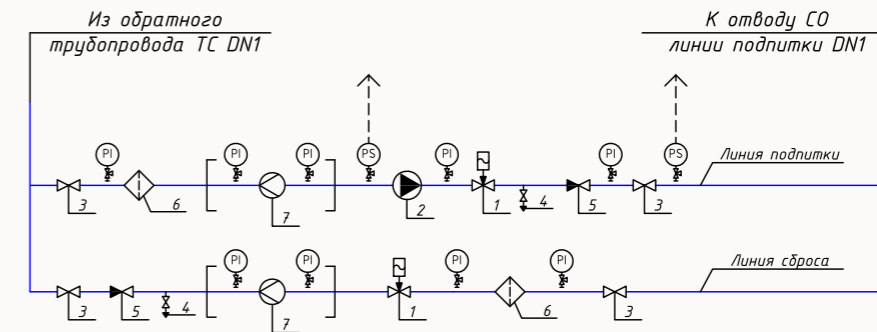 Из обратного
трубопровода ТС DN1
К отводу СО
линии подпитки DN1
PI
PI
PI
PS
PI
PI
PS
Линия подпитки
3
6
7
2
1
4
5
3
PI
PI
PI
PI
Линия сброса
3
5
4
7
1
6
3